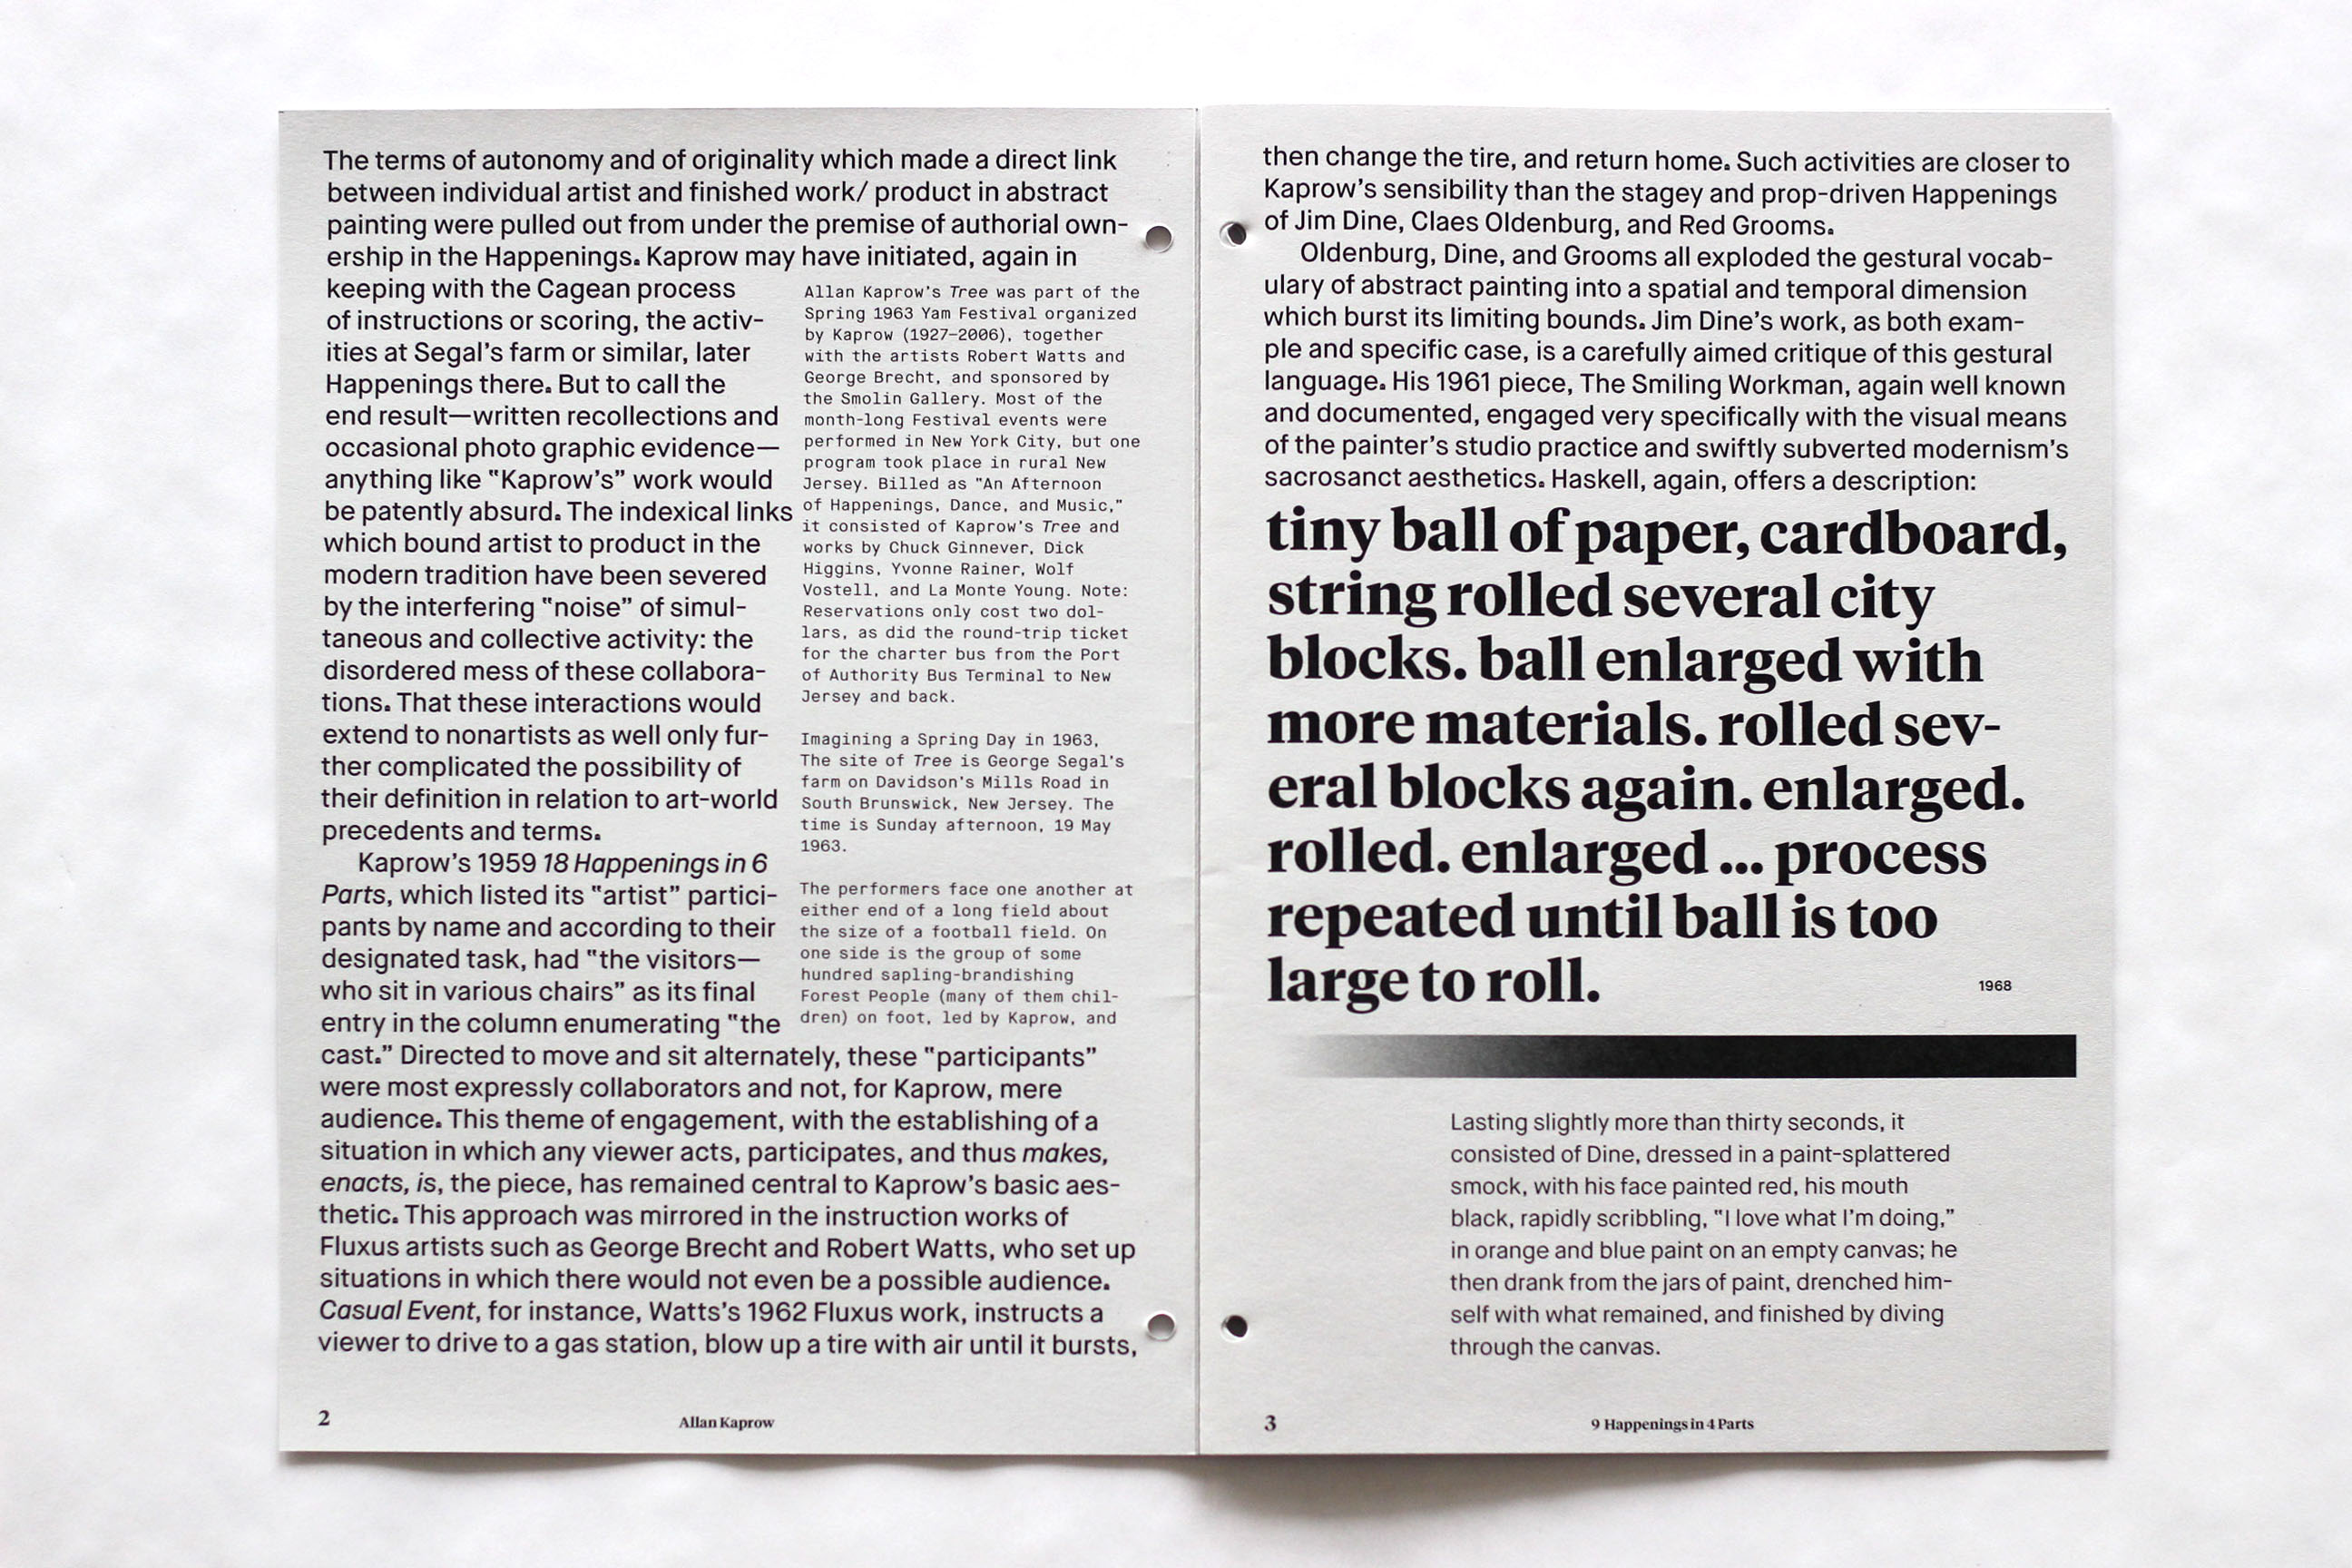 The terms of autonomy and of originality which made a direct link
between individual artist and finished work/ product in abstract
painting were pulled out from under the premise of authorial own-
ership in the Happenings. Kaprow may have initiated, again in
keeping with the Cagean process
of instructions or scoring, the activ-
ities at Segal's farm or similar, later
Happenings there. But to call the
end result—written recollections and
occasional photo graphic evidence—
anything like "Kaprow's" work would
be patently absurd. The indexical links
which bound artist to product in the
modern tradition have been severed
by the interfering "noise" of simul-
taneous and collective activity: the
disordered mess of these collabora-
tions. That these interactions would
extend to nonartists as well only fur-
ther complicated the possibility of
their definition in relation to art-world
precedents and terms.
Kaprow's 1959 18 Happenings in 6
Parts, which listed its "artist" partici-
pants by name and according to their
designated task, had "the visitors—
who sit in various chairs" as its final
entry in the column enumerating "the
cast." Directed to move and sit alternately, these "participants"
were most expressly collaborators and not, for Kaprow, mere
audience. This theme of engagement, with the establishing of a
situation in which any viewer acts, participates, and thus makes,
enacts, is, the piece, has remained central to Kaprow's basic aes-
thetic. This approach was mirrored in the instruction works of
Fluxus artists such as George Brecht and Robert Watts, who set up
situations in which there would not even be a possible audience.
Casual Event, for instance, Watts's 1962 Fluxus work, instructs a
viewer to drive to a gas station, blow up a tire with air until it bursts,
Allan Kaprow's Tree was part of the
Spring 1963 Yam Festival organized
by Kaprow (1927–2006), together
with the artists Robert Watts and
George Brecht, and sponsored by
the Smolin Gallery. Most of the
month-long Festival events were
performed in New York City, but one
program took place in rural New
Jersey. Billed as "An Afternoon
of Happenings, Dance, and Music,"
it consisted of Kaprow's Tree and
works by Chuck Ginnever, Dick
Higgins, Yvonne Rainer, Wolf
Vostell, and La Monte Young. Note:
Reservations only cost two dol-
lars, as did the round-trip ticket
for the charter bus from the Port
of Authority Bus Terminal to New
Jersey and back.
Imagining a Spring Day in 1963,
The site of Tree is George Segal's
farm on Davidson's Mills Road in
South Brunswick, New Jersey. The
time is Sunday afternoon, 19 May
1963.
The performers face one another at
either end of a long field about
the size of a football field. On
one side is the group of some
hundred sapling-brandishing
Forest People (many of them chil-
dren) on foot, led by Kaprow, and
2
Allan Kaprow
then change the tire, and return home. Such activities are closer to
Kaprow's sensibility than the stagey and prop-driven Happenings
of Jim Dine, Claes Oldenburg, and Red Grooms.
Oldenburg, Dine, and Grooms all exploded the gestural vocab-
ulary of abstract painting into a spatial and temporal dimension
which burst its limiting bounds. Jim Dine's work, as both exam-
ple and specific case, is a carefully aimed critique of this gestural
language. His 1961 piece, The Smiling Workman, again well known
and documented, engaged very specifically with the visual means
of the painter's studio practice and swiftly subverted modernism's
sacrosanct aesthetics. Haskell, again, offers a description:
tiny ball of paper, cardboard,
string rolled several city
blocks. ball enlarged with
more materials. rolled sev-
eral blocks again. enlarged.
rolled. enlarged ... process
repeated until ball is too
large to roll.
1968
Lasting slightly more than thirty seconds, it
consisted of Dine, dressed in a paint-splattered
smock, with his face painted red, his mouth
black, rapidly scribbling, "I love what I'm doing,"
in orange and blue paint on an empty canvas; he
then drank from the jars of paint, drenched him-
self with what remained, and finished by diving
through the canvas.
3
9 Happenings in 4 Parts